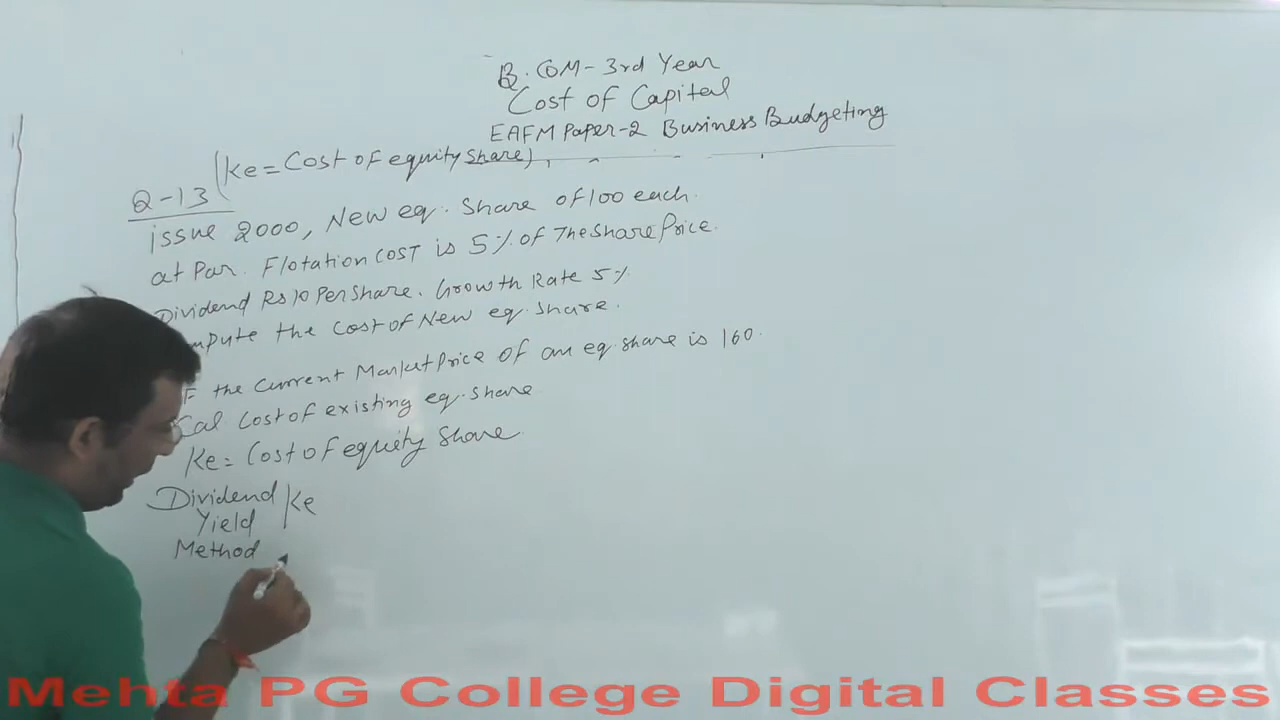 B.COM-3rd Year
Cost of Capital
EAFM Paper-2 Business Budgeting
Q-13 (Ke = Cost of equity share)
issue 2000, New eq. Share of 100 each.
at Par. Flotation Cost is 5% of The Share Price.
Dividend Rs 10 Per Share. Growth Rate 5%
the Cost of New eq. Share.
the Current Market Price of an eq. share is 160.
Cal Cost of existing eq. share
Ke = Cost of equity Share.
Dividend Ke
Yield
Method
Mehta PG College Digital Classes